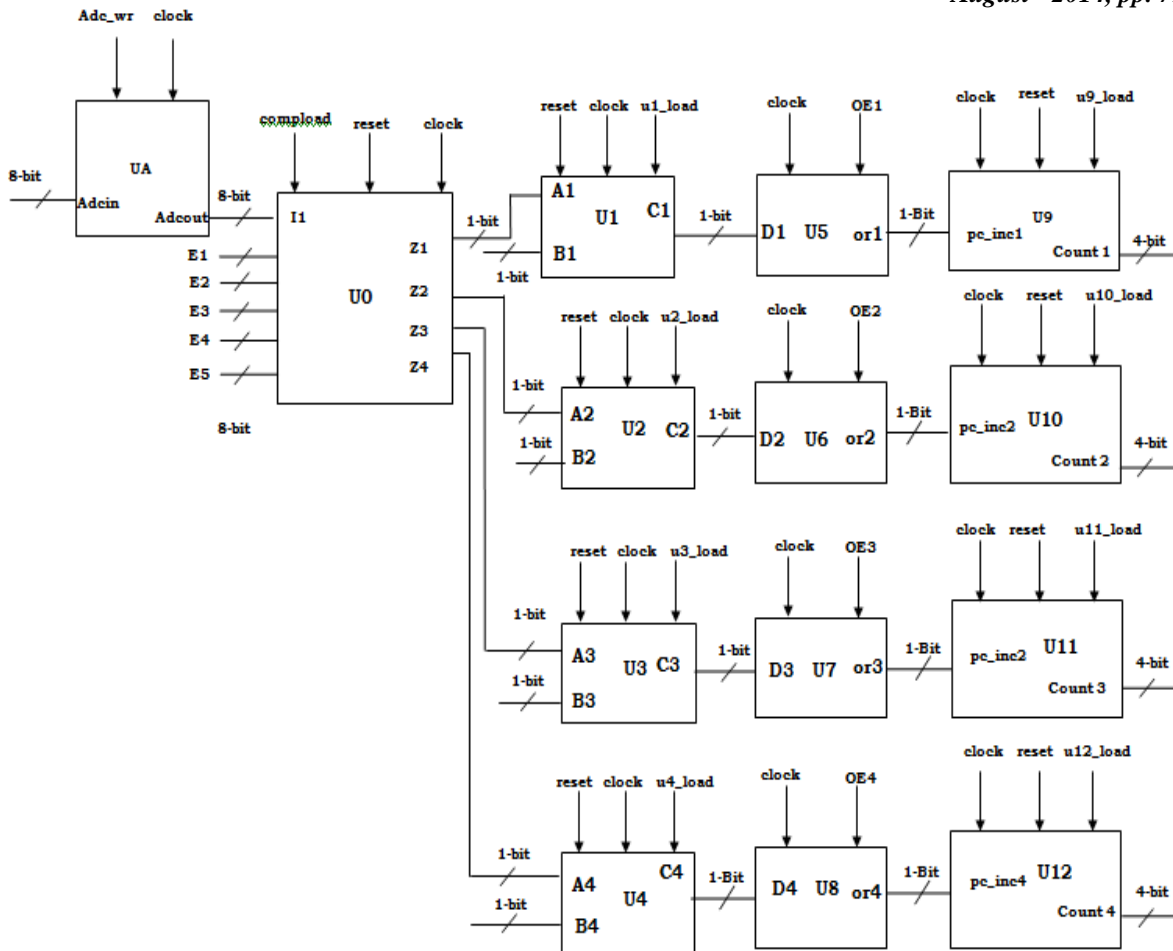 August - 2014, pp. 7
Adc_wr clock
8-bit
UA
Adcin
Adcout
8-bit
compload reset clock
I1
E1
E2
E3
E4
E5
8-bit
U0
Z1
Z2
Z3
Z4
reset clock u1_load
1-bit
A1
U1
C1
B1
1-bit
1-bit
clock OE1
D1 U5 or1
1-Bit
clock reset u9_load
U9
pc_inc1
Count 1
4-bit
reset clock u2_load
1-bit
A2
U2 C2
1-bit
B2
1-bit
clock OE2
D2 U6 or2
1-Bit
clock reset u10_load
pc_inc2 U10
Count 2
4-bit
reset clock u3_load
1-bit
A3
U3 C3
1-bit
B3
1-bit
clock OE3
D3 U7 or3
1-Bit
clock reset u11_load
pc_inc2 U11
Count 3
4-bit
reset clock u4_load
1-bit
A4
U4
C4
1-bit
B4
1-Bit
clock OE4
D4 U8 or4
1-Bit
clock reset u12_load
pc_inc4 U12
Count 4
4-bit